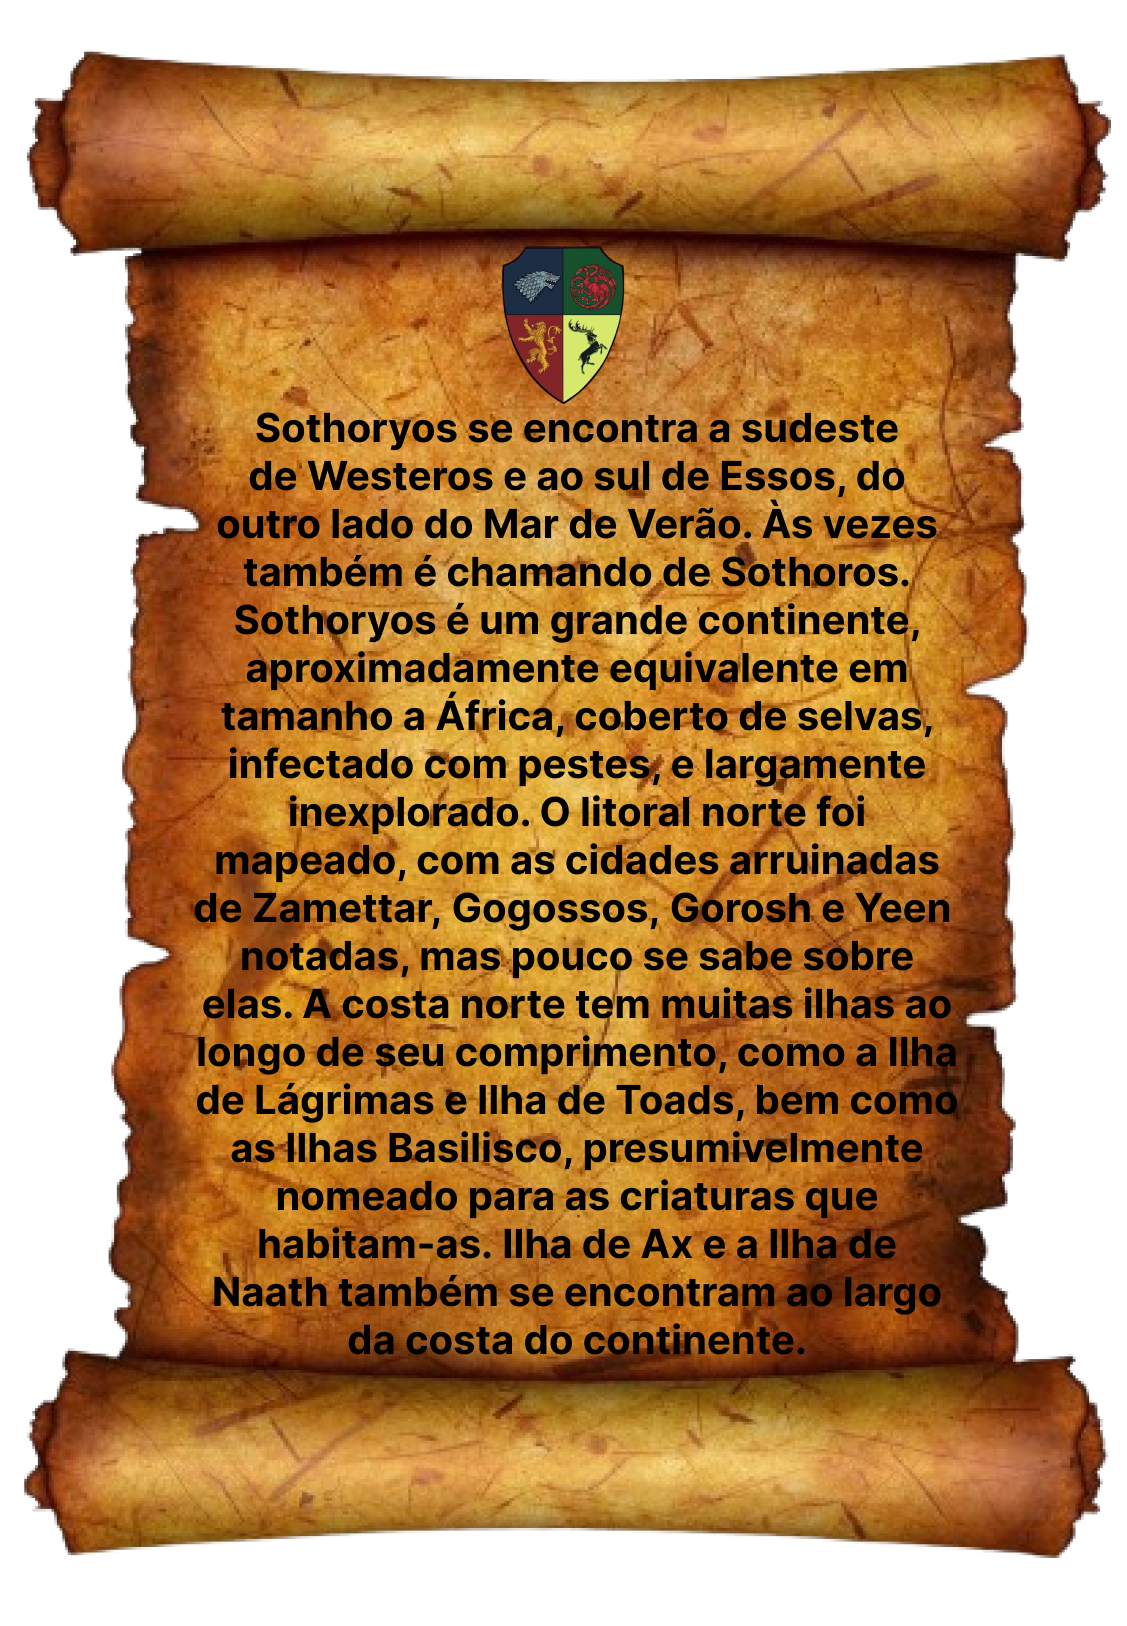 Sothoryos se encontra a sudeste
de Westeros e ao sul de Essos, do
outro lado do Mar de Verão. Às vezes
também é chamando de Sothoros.
Sothoryos é um grande continente,
aproximadamente equivalente em
tamanho a África, coberto de selvas,
infectado com pestes, e largamente
inexplorado. O litoral norte foi
mapeado, com as cidades arruinadas
de Zamettar, Gogossos, Gorosh e Yeen
notadas, mas pouco se sabe sobre
elas. A costa norte tem muitas ilhas ao
longo de seu comprimento, como a Ilha
de Lágrimas e Ilha de Toads, bem como
as Ilhas Basilisco, presumivelmente
nomeado para as criaturas que
habitam-as. Ilha de Ax e a Ilha de
Naath também se encontram ao largo
da costa do continente.